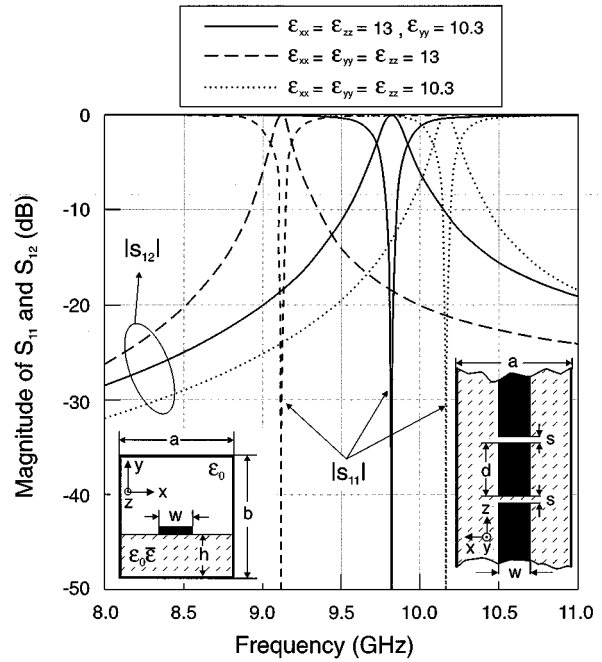 εxx = εzz = 13 , εyy = 10.3
εxx = εyy = εzz = 13
εxx = εyy = εzz = 10.3
Magnitude of S11 and S12 (dB)
0
-10
-20
-30
-40
-50
|s12|
|s11|
a
y
z
x
ε0
w
b
h
ε0ε̿
a
s
d
s
z
x
y
w
8.0 8.5 9.0 9.5 10.0 10.5 11.0
Frequency (GHz)